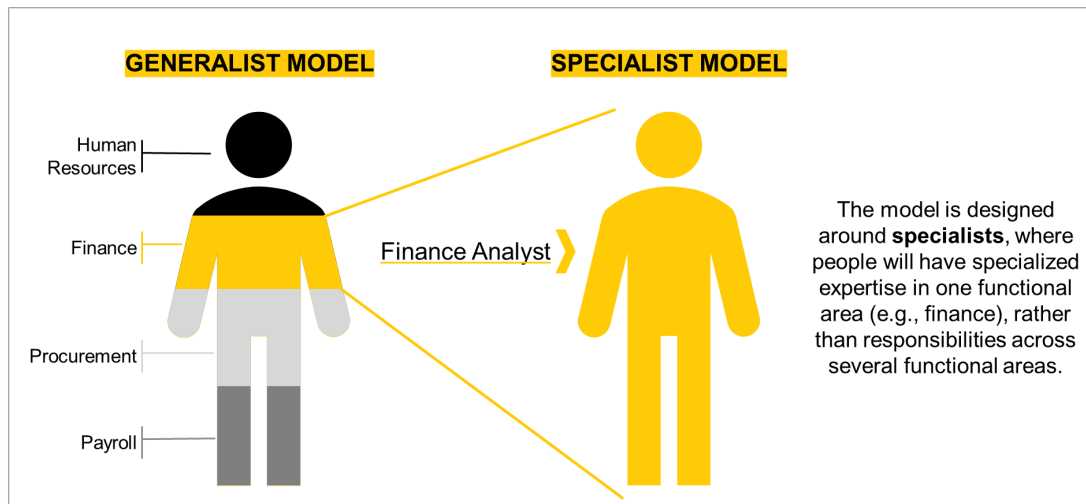 GENERALIST MODEL
SPECIALIST MODEL
Human
Resources
Finance
Procurement
Payroll
Finance Analyst
The model is designed
around specialists, where
people will have specialized
expertise in one functional
area (e.g., finance), rather
than responsibilities across
several functional areas.